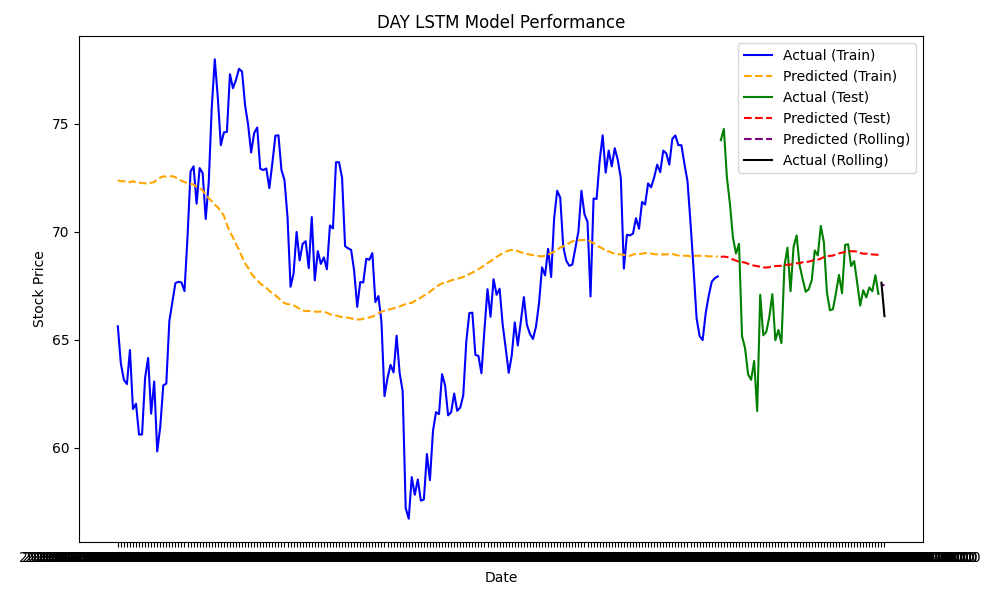 DAY LSTM Model Performance
Actual (Train)
Predicted (Train)
Actual (Test)
Predicted (Test)
Predicted (Rolling)
Actual (Rolling)
Stock Price
75
70
65
60
Date